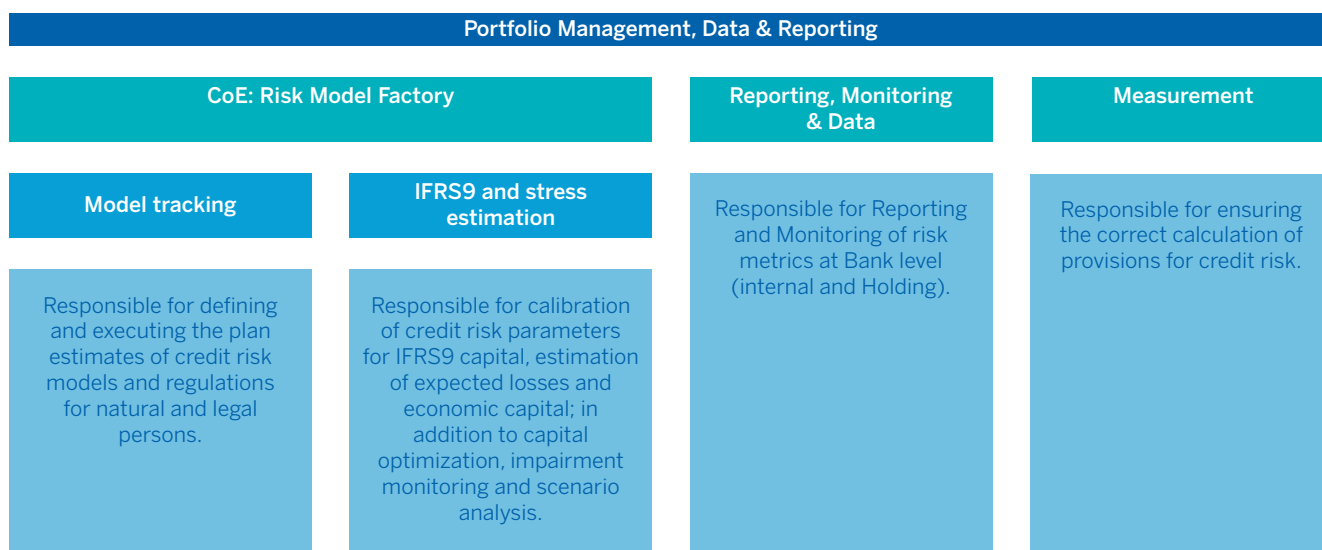 Portfolio Management, Data & Reporting
CoE: Risk Model Factory
Reporting, Monitoring
& Data
Measurement
Model tracking
IFRS9 and stress
estimation
Responsible for defining
and executing the plan
estimates of credit risk
models and regulations
for natural and legal
persons.
Responsible for calibration
of credit risk parameters
for IFRS9 capital, estimation
of expected losses and
economic capital; in
addition to capital
optimization, impairment
monitoring and scenario
analysis.
Responsible for Reporting
and Monitoring of risk
metrics at Bank level
(internal and Holding).
Responsible for ensuring
the correct calculation of
provisions for credit risk.